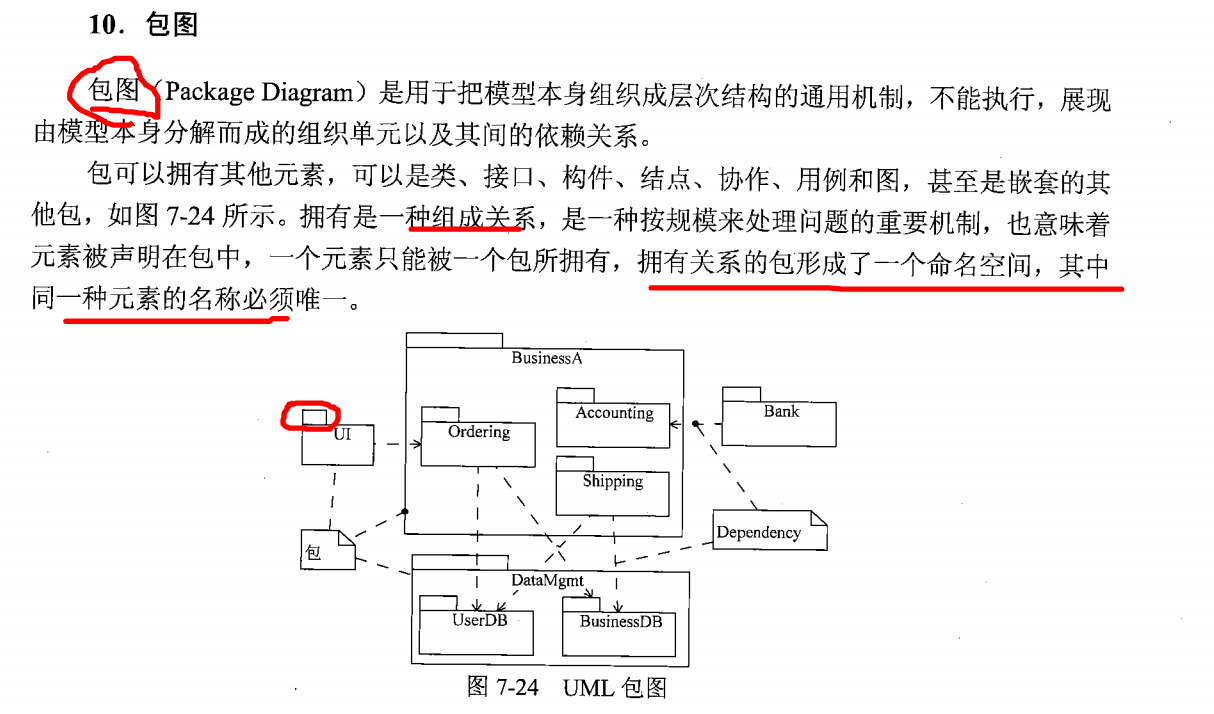 10. 包图
包图（Package Diagram）是用于把模型本身组织成层次结构的通用机制，不能执行，展现
由模型本身分解而成的组织单元以及其间的依赖关系。
包可以拥有其他元素，可以是类、接口、构件、结点、协作、用例和图，甚至是嵌套的其
他包，如图 7-24 所示。拥有是一种组成关系，是一种按规模来处理问题的重要机制，也意味着
元素被声明在包中，一个元素只能被一个包所拥有，拥有关系的包形成了一个命名空间，其中
同一种元素的名称必须唯一。
BusinessA
Accounting
Bank
UI
Ordering
Shipping
包
Dependency
DataMgmt
UserDB
BusinessDB
图 7-24 UML 包图